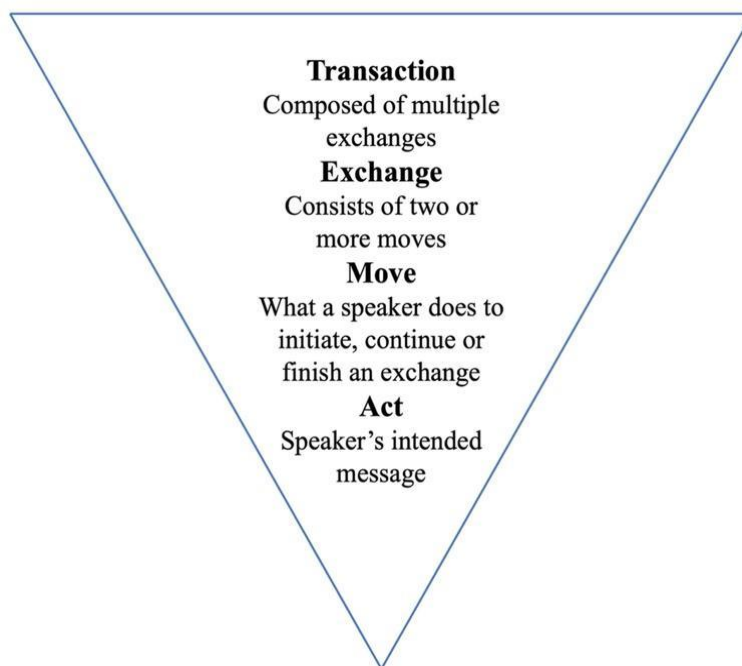 Transaction
Composed of multiple
exchanges
Exchange
Consists of two or
more moves
Move
What a speaker does to
initiate, continue or
finish an exchange
Act
Speaker’s intended
message